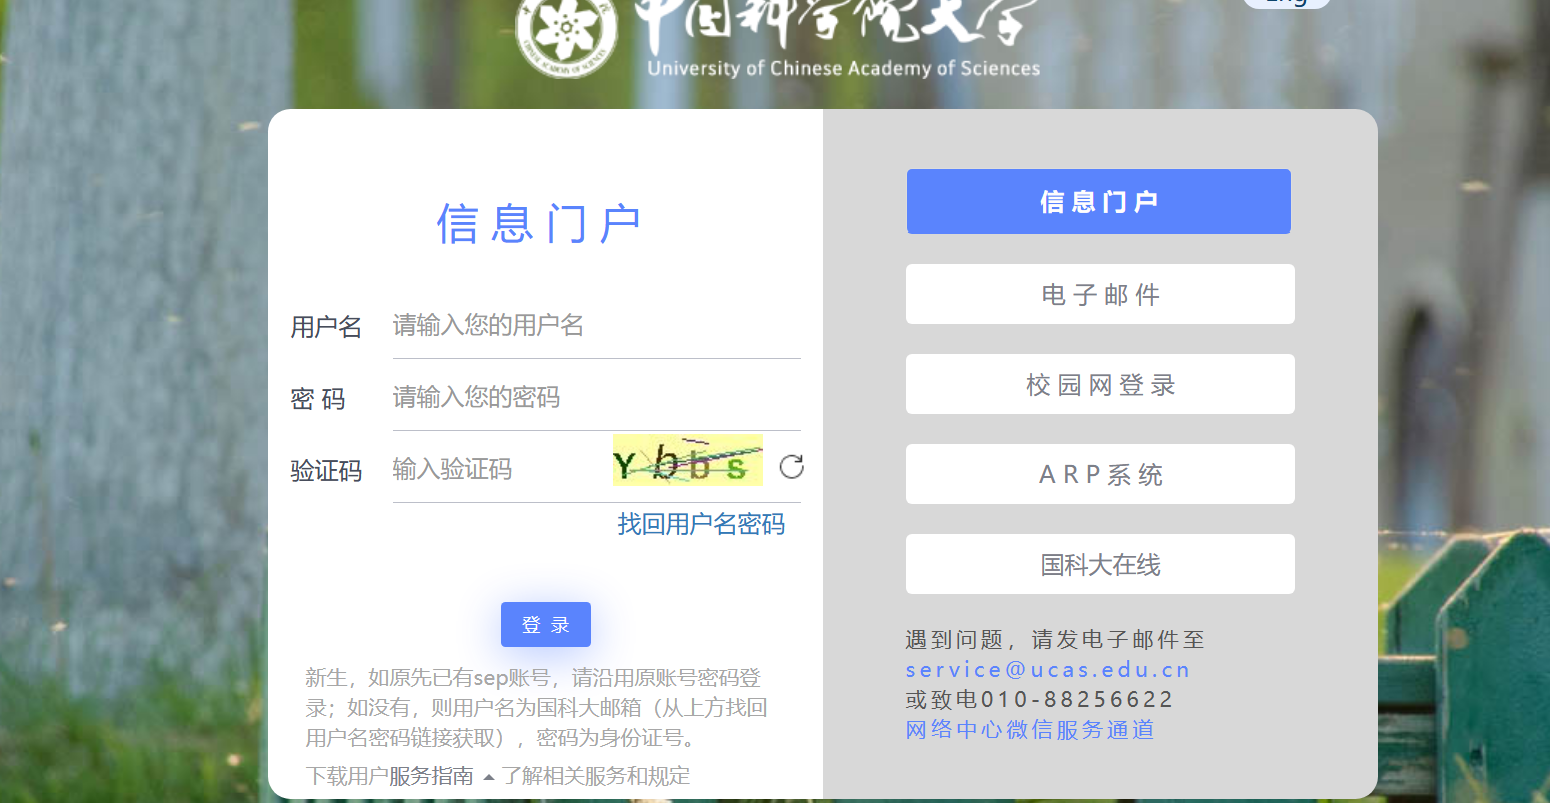 中国科学院大学
University of Chinese Academy of Sciences
Eng
信息门户
用户名 请输入您的用户名
密 码 请输入您的密码
验证码 输入验证码 Ybbs
找回用户名密码
登 录
新生，如原先已有sep账号，请沿用原账号密码登
录；如没有，则用户名为国科大邮箱（从上方找回
用户名密码链接获取），密码为身份证号。
下载用户服务指南 了解相关服务和规定
信息门户
电子邮件
校园网登录
ARP系统
国科大在线
遇到问题，请发电子邮件至
service@ucas.edu.cn
或致电010-88256622
网络中心微信服务通道